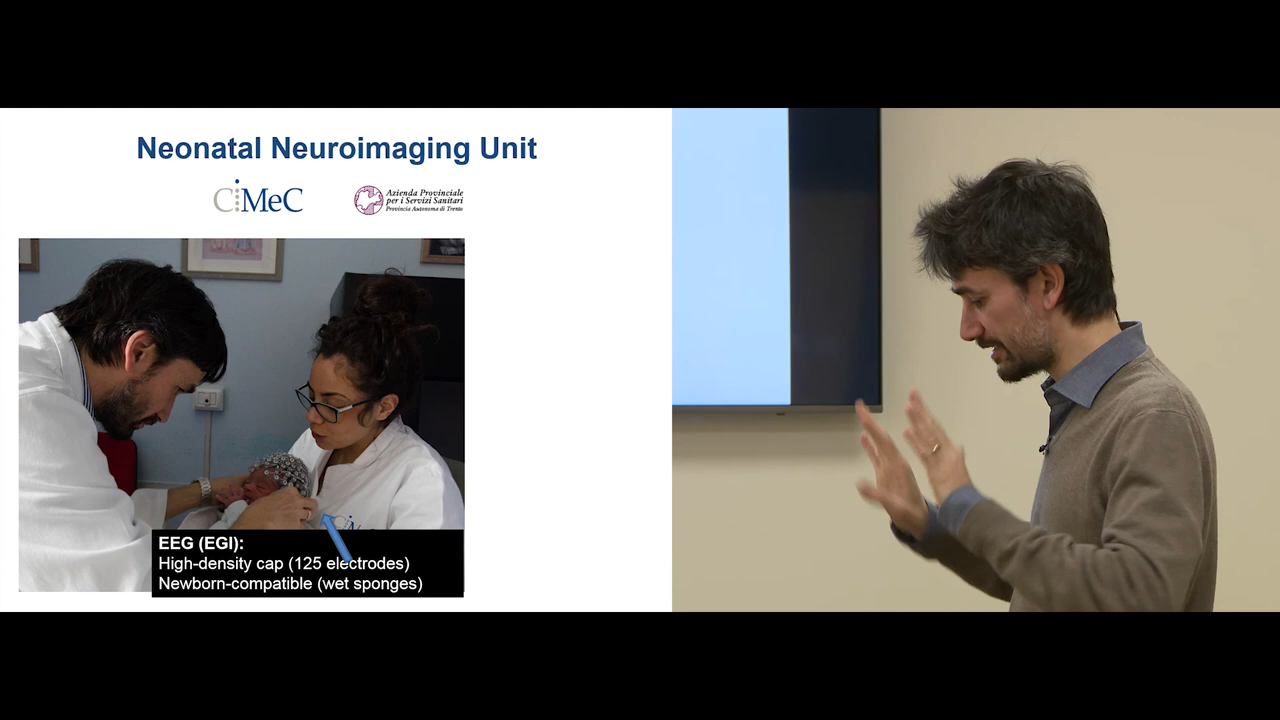 Neonatal Neuroimaging Unit
CiMeC
Azienda Provinciale
per i Servizi Sanitari
Provincia Autonoma di Trento
EEG (EGI):
High-density cap (125 electrodes)
Newborn-compatible (wet sponges)